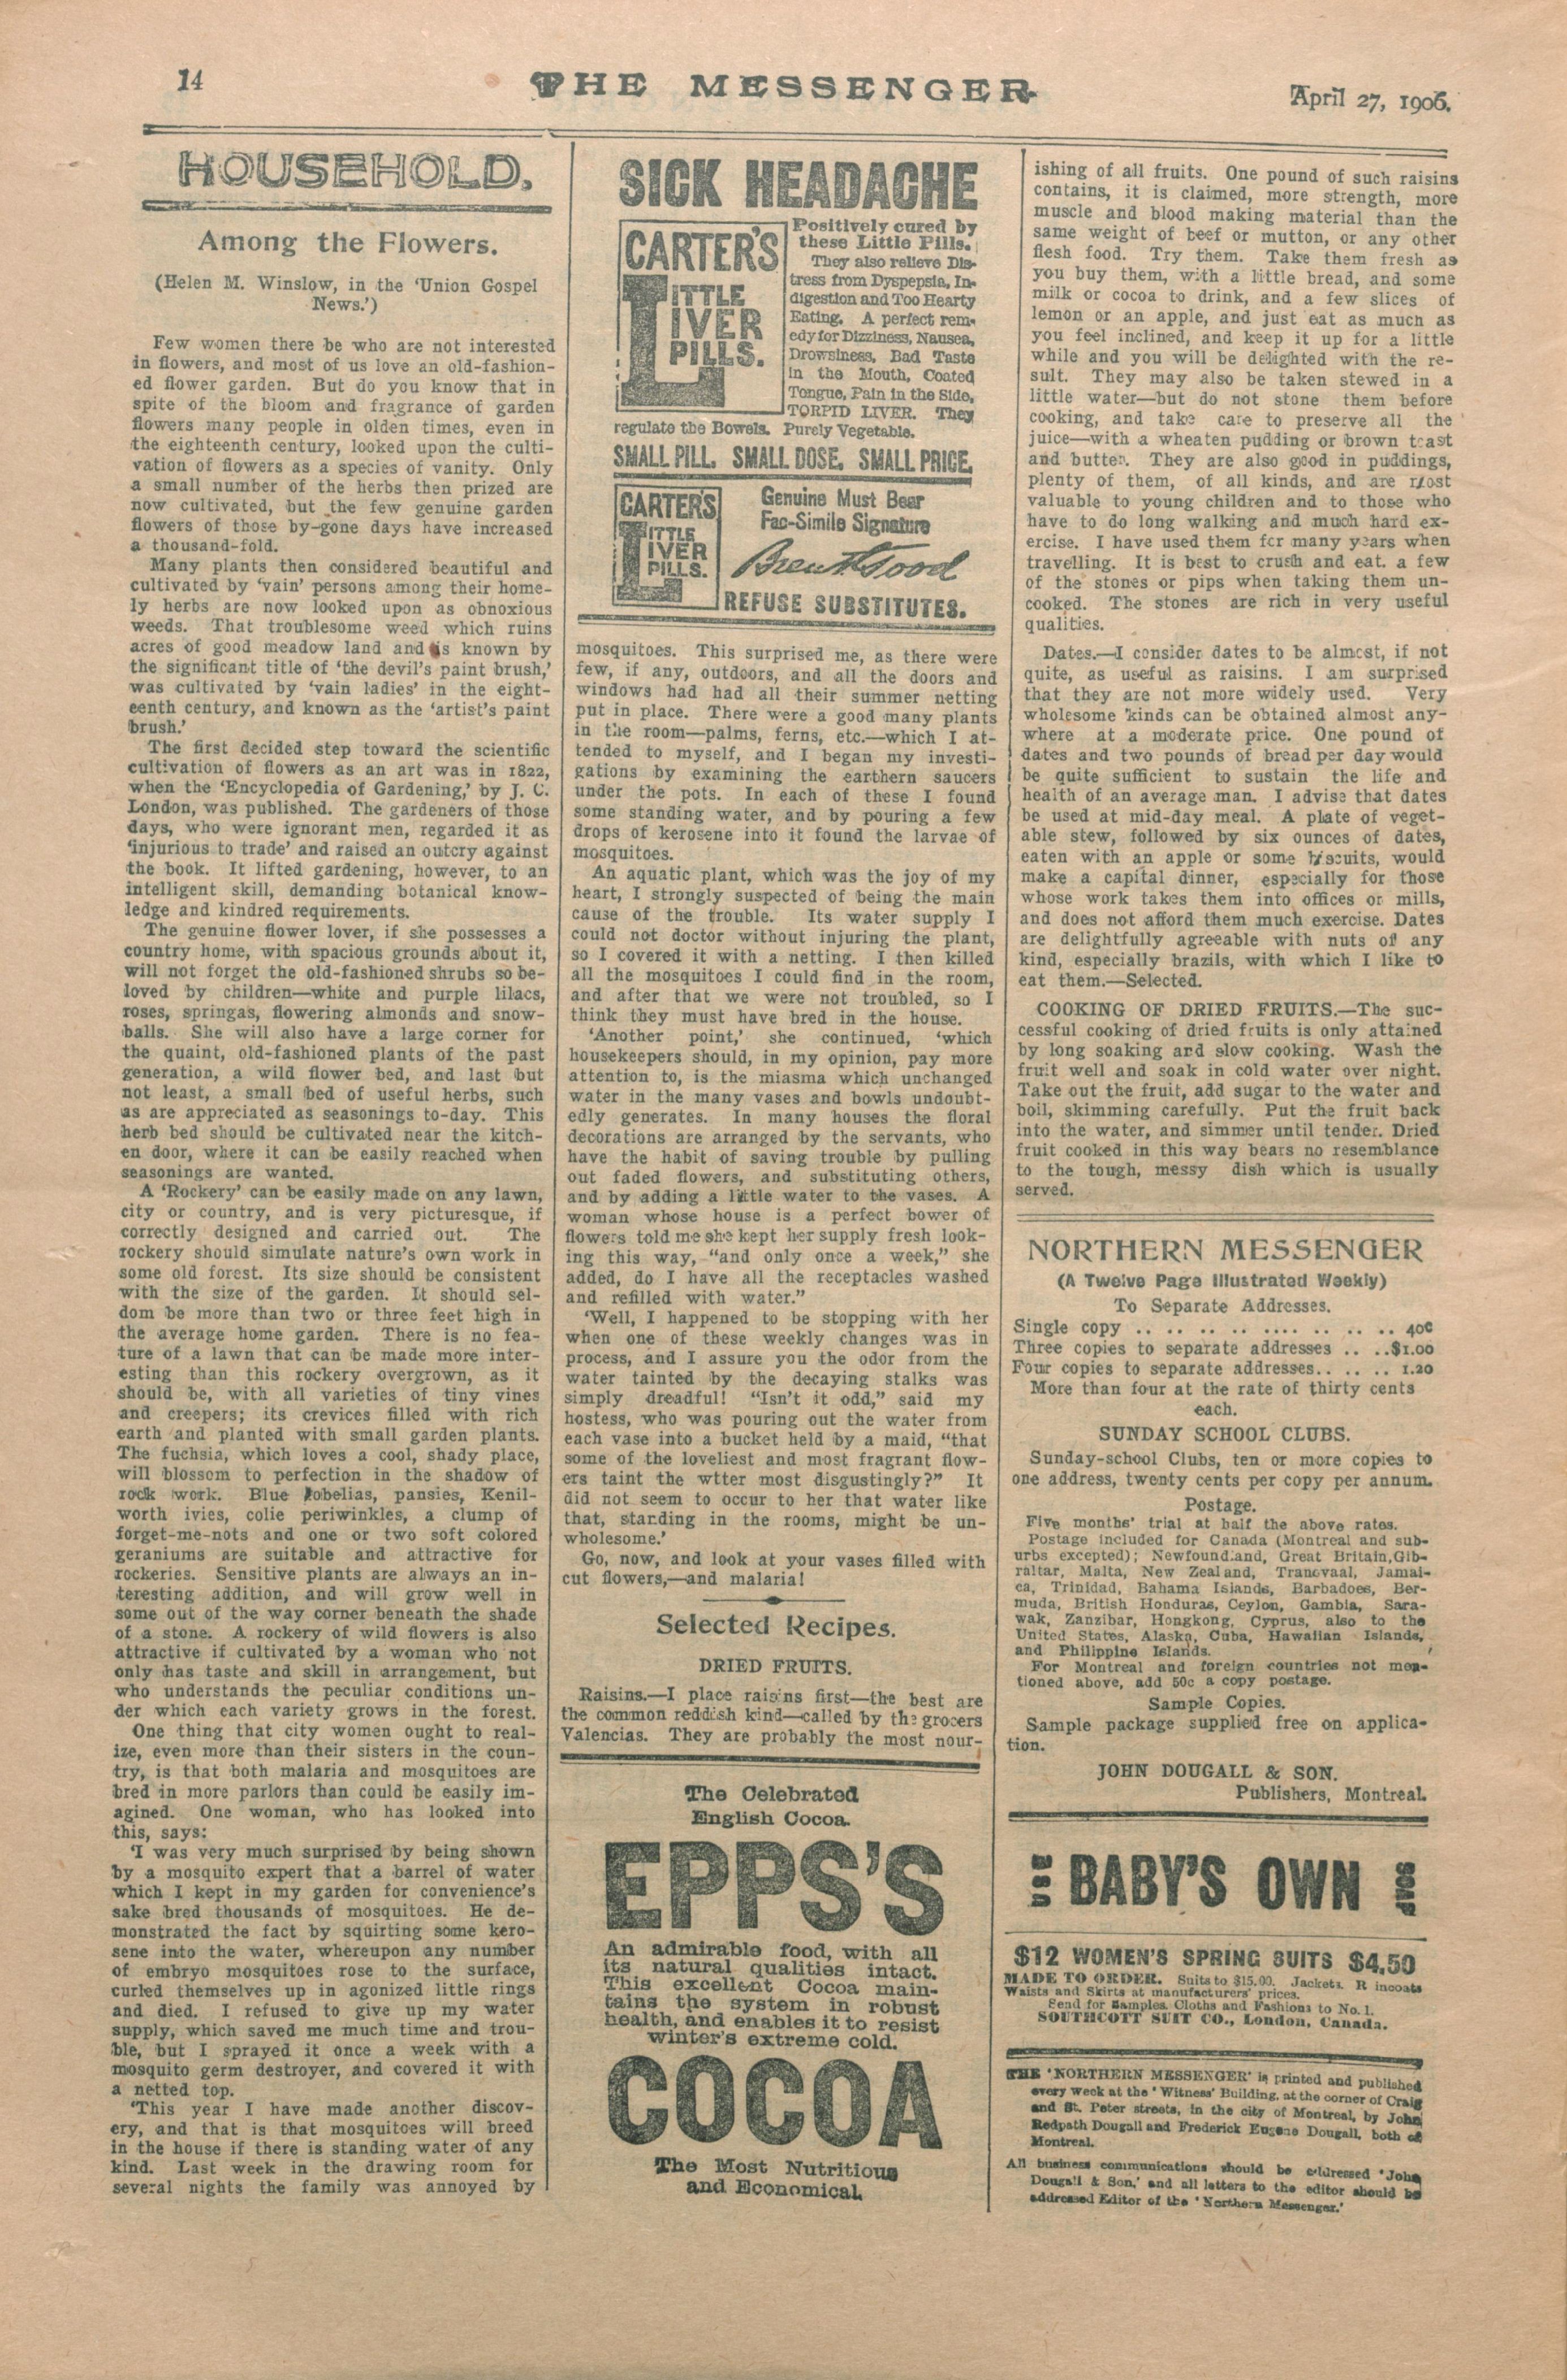 14
THE MESSENGER
April 27, 1906.
HOUSEHOLD.
Among the Flowers.
(Helen M. Winslow, in the 'Union Gospel
News.')
Few women there be who are not interested
in flowers, and most of us love an old-fashion-
ed flower garden. But do you know that in
spite of the bloom and fragrance of garden
flowers many people in olden times, even in
the eighteenth century, looked upon the culti-
vation of flowers as a species of vanity. Only
a small number of the herbs then prized are
now cultivated, but the few genuine garden
flowers of those by-gone days have increased
a thousand-fold.
Many plants then considered beautiful and
cultivated by 'vain' persons among their home-
ly herbs are now looked upon as obnoxious
weeds. That troublesome weed which ruins
acres of good meadow land and is known by
the significant title of 'the devil's paint brush,'
was cultivated by 'vain ladies' in the eight-
eenth century, and known as the 'artist's paint
brush.'
The first decided step toward the scientific
cultivation of flowers as an art was in 1822,
when the 'Encyclopedia of Gardening,' by J. C.
London, was published. The gardeners of those
days, who were ignorant men, regarded it as
'injurious to trade' and raised an outcry against
the book. It lifted gardening, however, to an
intelligent skill, demanding botanical know-
ledge and kindred requirements.
The genuine flower lover, if she possesses a
country home, with spacious grounds about it,
will not forget the old-fashioned shrubs so be-
loved by children—white and purple lilacs,
roses, springas, flowering almonds and snow-
balls. She will also have a large corner for
the quaint, old-fashioned plants of the past
generation, a wild flower bed, and last but
not least, a small bed of useful herbs, such
as are appreciated as seasonings to-day. This
herb bed should be cultivated near the kitch-
en door, where it can be easily reached when
seasonings are wanted.
A 'Rockery' can be easily made on any lawn,
city or country, and is very picturesque, if
correctly designed and carried out. The
rockery should simulate nature's own work in
some old forest. Its size should be consistent
with the size of the garden. It should sel-
dom be more than two or three feet high in
the average home garden. There is no fea-
ture of a lawn that can be made more inter-
esting than this rockery overgrown, as it
should be, with all varieties of tiny vines
and creepers; its crevices filled with rich
earth and planted with small garden plants.
The fuchsia, which loves a cool, shady place,
will blossom to perfection in the shadow of
rock work. Blue lobelias, pansies, Kenil-
worth ivies, colie periwinkles, a clump of
forget-me-nots and one or two soft colored
geraniums are suitable and attractive for
rockeries. Sensitive plants are always an in-
teresting addition, and will grow well in
some out of the way corner beneath the shade
of a stone. A rockery of wild flowers is also
attractive if cultivated by a woman who not
only has taste and skill in arrangement, but
who understands the peculiar conditions un-
der which each variety grows in the forest.
One thing that city women ought to real-
ize, even more than their sisters in the coun-
try, is that both malaria and mosquitoes are
bred in more parlors than could be easily im-
agined. One woman, who has looked into
this, says:
'I was very much surprised by being shown
by a mosquito expert that a barrel of water
which I kept in my garden for convenience's
sake bred thousands of mosquitoes. He de-
monstrated the fact by squirting some kero-
sene into the water, whereupon any number
of embryo mosquitoes rose to the surface,
curled themselves up in agonized little rings
and died. I refused to give up my water
supply, which saved me much time and trou-
ble, but I sprayed it once a week with a
mosquito germ destroyer, and covered it with
a netted top.
'This year I have made another discov-
ery, and that is that mosquitoes will breed
in the house if there is standing water of any
kind. Last week in the drawing room for
several nights the family was annoyed by
SICK HEADACHE
CARTER'S
LITTLE
LIVER
PILLS.
Positively cured by
these Little Pills.
They also relieve Dis-
tress from Dyspepsia, In-
digestion and Too Hearty
Eating. A perfect rem-
edy for Dizziness, Nausea,
Drowsiness, Bad Taste
in the Mouth, Coated
Tongue, Pain in the Side,
TORPID LIVER. They
regulate the Bowels. Purely Vegetable.
SMALL PILL. SMALL DOSE. SMALL PRICE.
CARTER'S
LITTLE
LIVER
PILLS.
Genuine Must Bear
Fac-Simile Signature
Brent Good
REFUSE SUBSTITUTES.
mosquitoes. This surprised me, as there were
few, if any, outdoors, and all the doors and
windows had had all their summer netting
put in place. There were a good many plants
in the room—palms, ferns, etc.—which I at-
tended to myself, and I began my investi-
gations by examining the earthern saucers
under the pots. In each of these I found
some standing water, and by pouring a few
drops of kerosene into it found the larvae of
mosquitoes.
An aquatic plant, which was the joy of my
heart, I strongly suspected of being the main
cause of the trouble. Its water supply I
could not doctor without injuring the plant,
so I covered it with a netting. I then killed
all the mosquitoes I could find in the room,
and after that we were not troubled, so I
think they must have bred in the house.
'Another point,' she continued, 'which
housekeepers should, in my opinion, pay more
attention to, is the miasma which unchanged
water in the many vases and bowls undoubt-
edly generates. In many houses the floral
decorations are arranged by the servants, who
have the habit of saving trouble by pulling
out faded flowers, and substituting others,
and by adding a little water to the vases. A
woman whose house is a perfect bower of
flowers told me she kept her supply fresh look-
ing this way, "and only once a week," she
added, do I have all the receptacles washed
and refilled with water."
'Well, I happened to be stopping with her
when one of these weekly changes was in
process, and I assure you the odor from the
water tainted by the decaying stalks was
simply dreadful! "Isn't it odd," said my
hostess, who was pouring out the water from
each vase into a bucket held by a maid, "that
some of the loveliest and most fragrant flow-
ers taint the wtter most disgustingly?" It
did not seem to occur to her that water like
that, standing in the rooms, might be un-
wholesome.'
Go, now, and look at your vases filled with
cut flowers,—and malaria!
Selected Recipes.
DRIED FRUITS.
Raisins.—I place raisins first—the best are
the common reddish kind—called by the grocers
Valencias. They are probably the most nour-
The Celebrated
English Cocoa.
EPPS'S
An admirable food, with all
its natural qualities intact.
This excellent Cocoa main-
tains the system in robust
health, and enables it to resist
winter's extreme cold.
COCOA
The Most Nutritious
and Economical.
ishing of all fruits. One pound of such raisins
contains, it is claimed, more strength, more
muscle and blood making material than the
same weight of beef or mutton, or any other
flesh food. Try them. Take them fresh as
you buy them, with a little bread, and some
milk or cocoa to drink, and a few slices of
lemon or an apple, and just eat as much as
you feel inclined, and keep it up for a little
while and you will be delighted with the re-
sult. They may also be taken stewed in a
little water—but do not stone them before
cooking, and take care to preserve all the
juice—with a wheaten pudding or brown toast
and butter. They are also good in puddings,
plenty of them, of all kinds, and are most
valuable to young children and to those who
have to do long walking and much hard ex-
ercise. I have used them for many years when
travelling. It is best to crush and eat. a few
of the stones or pips when taking them un-
cooked. The stones are rich in very useful
qualities.
Dates.—I consider dates to be almost, if not
quite, as useful as raisins. I am surprised
that they are not more widely used. Very
wholesome kinds can be obtained almost any-
where at a moderate price. One pound of
dates and two pounds of bread per day would
be quite sufficient to sustain the life and
health of an average man. I advise that dates
be used at mid-day meal. A plate of veget-
able stew, followed by six ounces of dates,
eaten with an apple or some biscuits, would
make a capital dinner, especially for those
whose work takes them into offices or mills,
and does not afford them much exercise. Dates
are delightfully agreeable with nuts of any
kind, especially brazils, with which I like to
eat them.—Selected.
COOKING OF DRIED FRUITS.—The suc-
cessful cooking of dried fruits is only attained
by long soaking and slow cooking. Wash the
fruit well and soak in cold water over night.
Take out the fruit, add sugar to the water and
boil, skimming carefully. Put the fruit back
into the water, and simmer until tender. Dried
fruit cooked in this way bears no resemblance
to the tough, messy dish which is usually
served.
NORTHERN MESSENGER
(A Twelve Page Illustrated Weekly)
To Separate Addresses.
Single copy .. .. .. .. .... .. .. .. 40c
Three copies to separate addresses .. ..$1.00
Four copies to separate addresses.. .. .. 1.20
More than four at the rate of thirty cents
each.
SUNDAY SCHOOL CLUBS.
Sunday-school Clubs, ten or more copies to
one address, twenty cents per copy per annum.
Postage.
Five months' trial at half the above rates.
Postage included for Canada (Montreal and sub-
urbs excepted); Newfoundland, Great Britain, Gib-
raltar, Malta, New Zealand, Transvaal, Jamai-
ca, Trinidad, Bahama Islands, Barbadoes, Ber-
muda, British Honduras, Ceylon, Gambia, Sara-
wak, Zanzibar, Hongkong, Cyprus, also to the
United States, Alaska, Cuba, Hawaiian Islands,
and Philippine Islands.
For Montreal and foreign countries not men-
tioned above, add 50c a copy postage.
Sample Copies.
Sample package supplied free on applica-
tion.
JOHN DOUGALL & SON.
Publishers, Montreal.
USE BABY'S OWN SOAP
$12 WOMEN'S SPRING SUITS $4.50
MADE TO ORDER. Suits to $15.00. Jackets, R incoats
Waists and Skirts at manufacturers' prices.
Send for Samples, Cloths and Fashions to No. 1.
SOUTHCOTT SUIT CO., London, Canada.
THE 'NORTHERN MESSENGER' is printed and published
every week at the 'Witness' Building, at the corner of Craig
and St. Peter streets, in the city of Montreal, by John
Redpath Dougall and Frederick Eugene Dougall, both of
Montreal.
All business communications should be addressed 'John
Dougall & Son,' and all letters to the editor should be
addressed Editor of the 'Northern Messenger.'